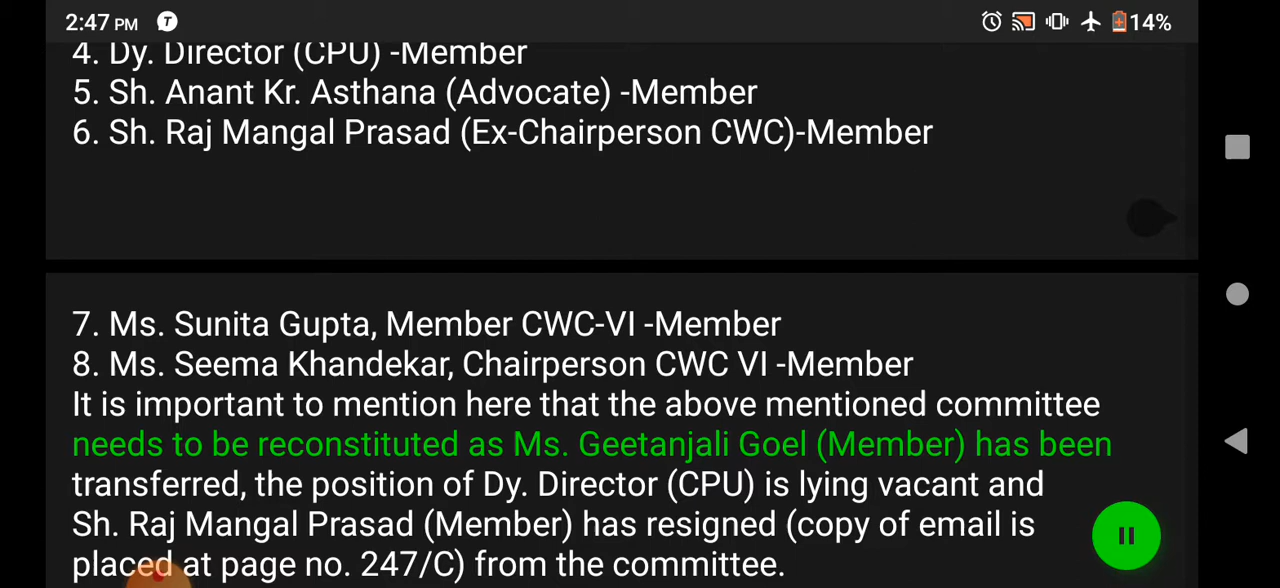 2:47 PM T 14%
4. Dy. Director (CPU) -Member
5. Sh. Anant Kr. Asthana (Advocate) -Member
6. Sh. Raj Mangal Prasad (Ex-Chairperson CWC)-Member
7. Ms. Sunita Gupta, Member CWC-VI -Member
8. Ms. Seema Khandekar, Chairperson CWC VI -Member
It is important to mention here that the above mentioned committee
needs to be reconstituted as Ms. Geetanjali Goel (Member) has been
transferred, the position of Dy. Director (CPU) is lying vacant and
Sh. Raj Mangal Prasad (Member) has resigned (copy of email is
placed at page no. 247/C) from the committee.